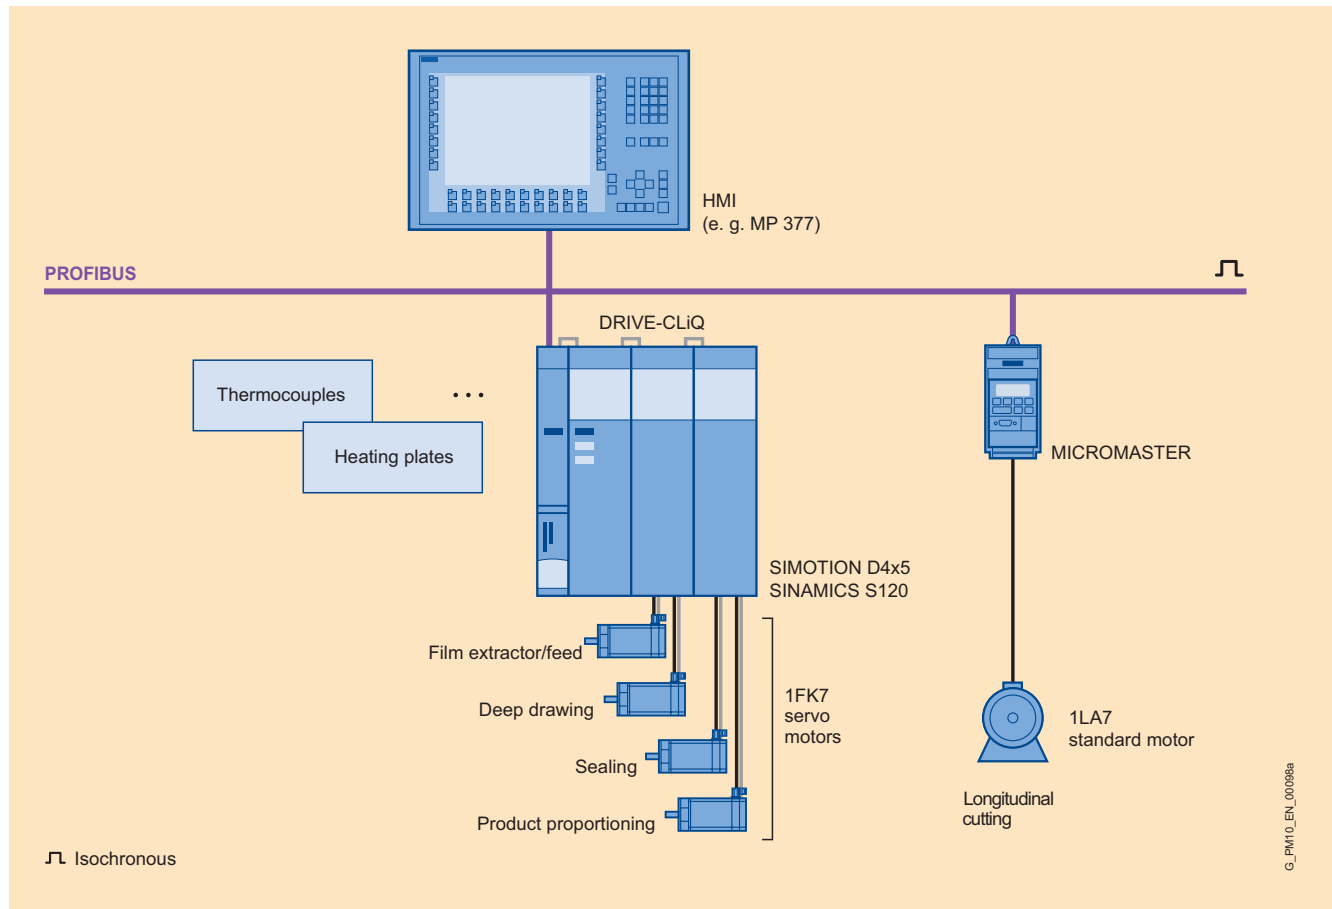 HMI
(e. g. MP 377)
PROFIBUS
DRIVE-CLiQ
Thermocouples
...
Heating plates
MICROMASTER
SIMOTION D4x5
SINAMICS S120
Film extractor/feed
Deep drawing
Sealing
Product proportioning
1FK7
servo
motors
1LA7
standard motor
Longitudinal
cutting
Isochronous
G_PM10_EN_00098a